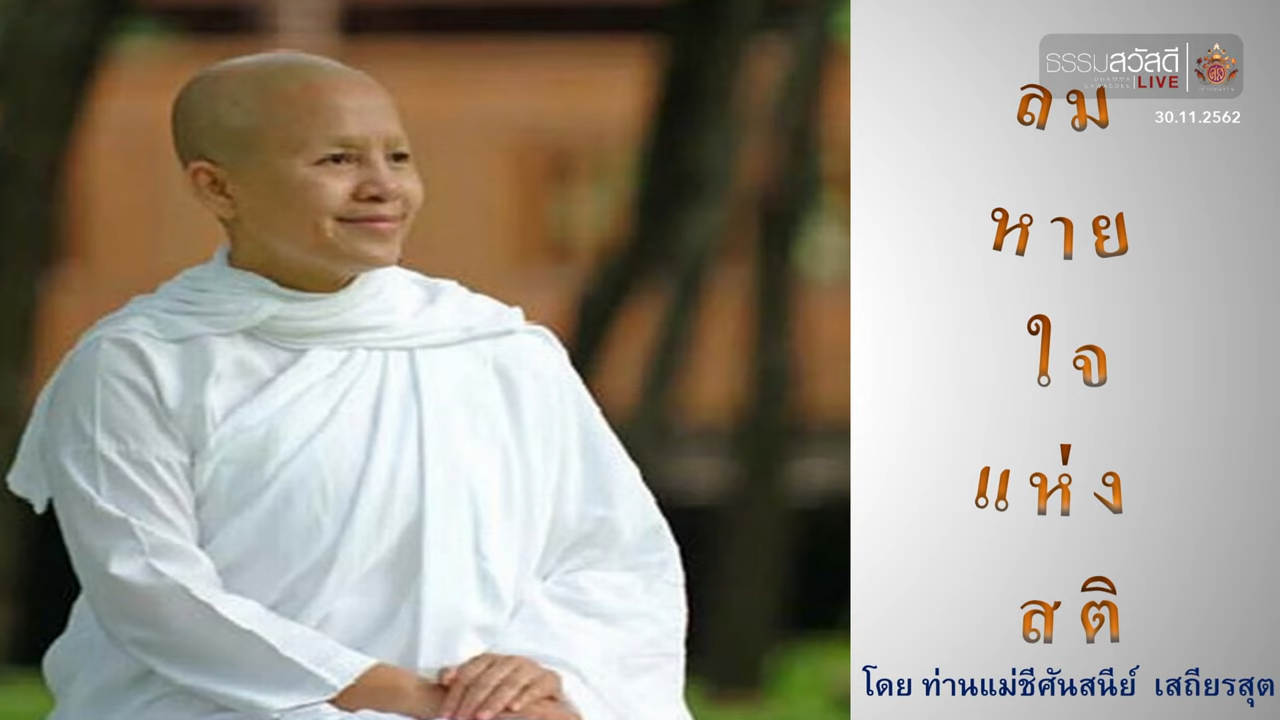 ธรรมสวัสดี
DHAMMA
SAWASDEE
LIVE
30.11.2562
ลม
หาย
ใจ
แห่ง
สติ
โดย ท่านแม่ชีศันสนีย์ เสถียรสุต